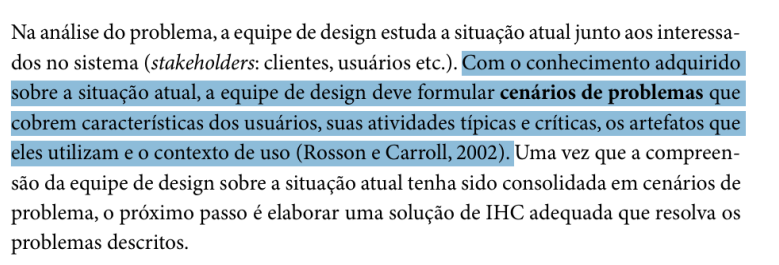 Na análise do problema, a equipe de design estuda a situação atual junto aos interessa-
dos no sistema (stakeholders: clientes, usuários etc.). Com o conhecimento adquirido
sobre a situação atual, a equipe de design deve formular cenários de problemas que
cobrem características dos usuários, suas atividades típicas e críticas, os artefatos que
eles utilizam e o contexto de uso (Rosson e Carroll, 2002). Uma vez que a compreen-
são da equipe de design sobre a situação atual tenha sido consolidada em cenários de
problema, o próximo passo é elaborar uma solução de IHC adequada que resolva os
problemas descritos.